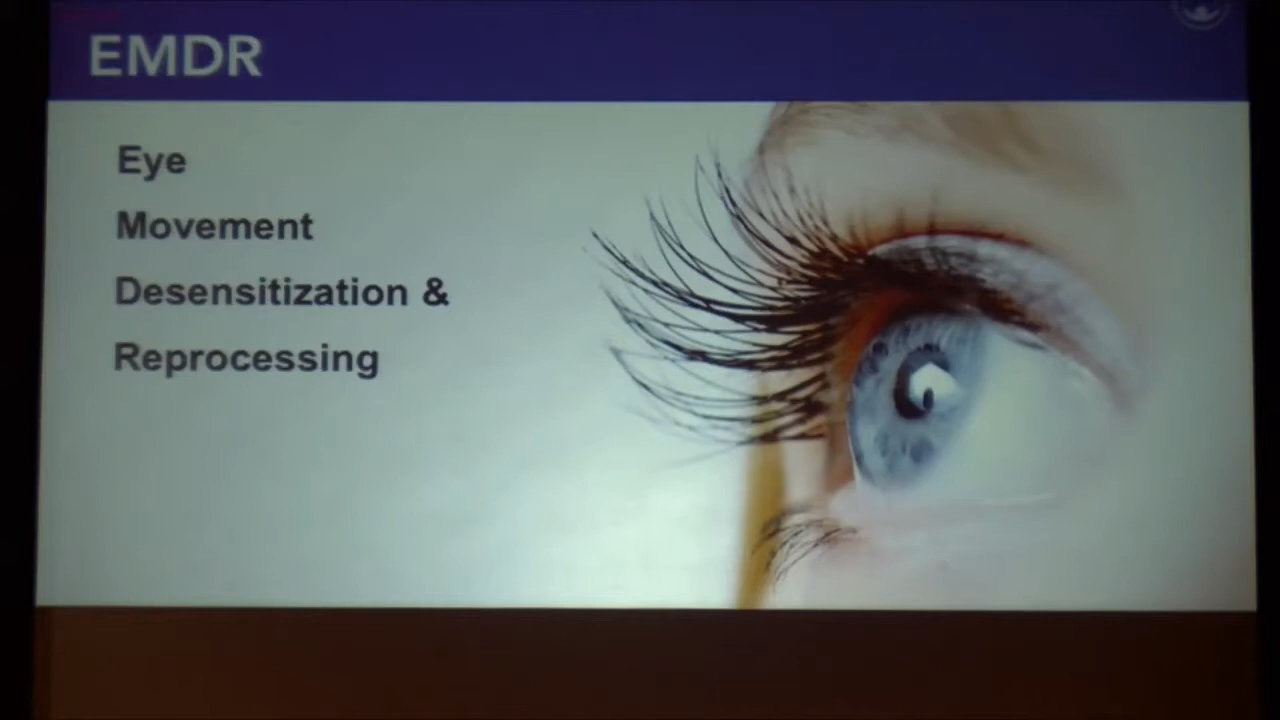 EMDR
Eye
Movement
Desensitization &
Reprocessing